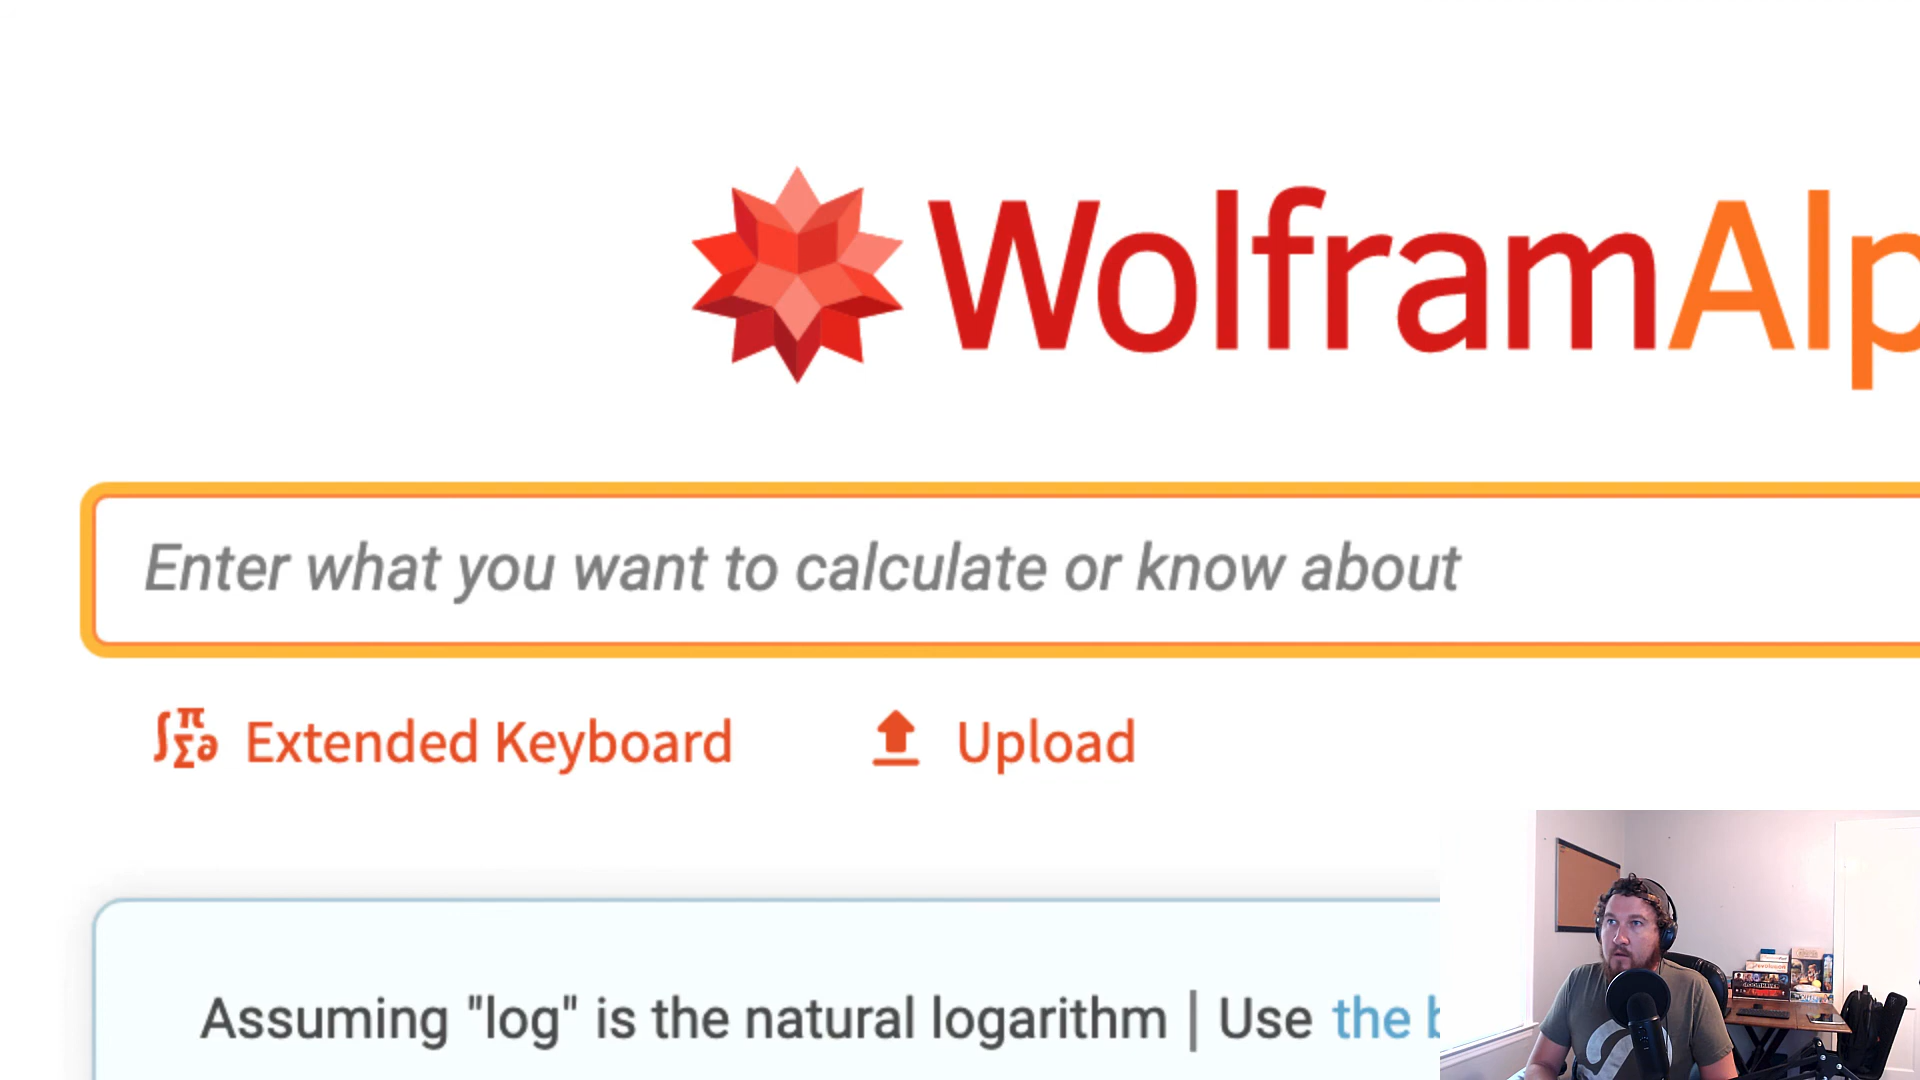 WolframAlp
Enter what you want to calculate or know about
Extended Keyboard
Upload
Assuming "log" is the natural logarithm | Use the b